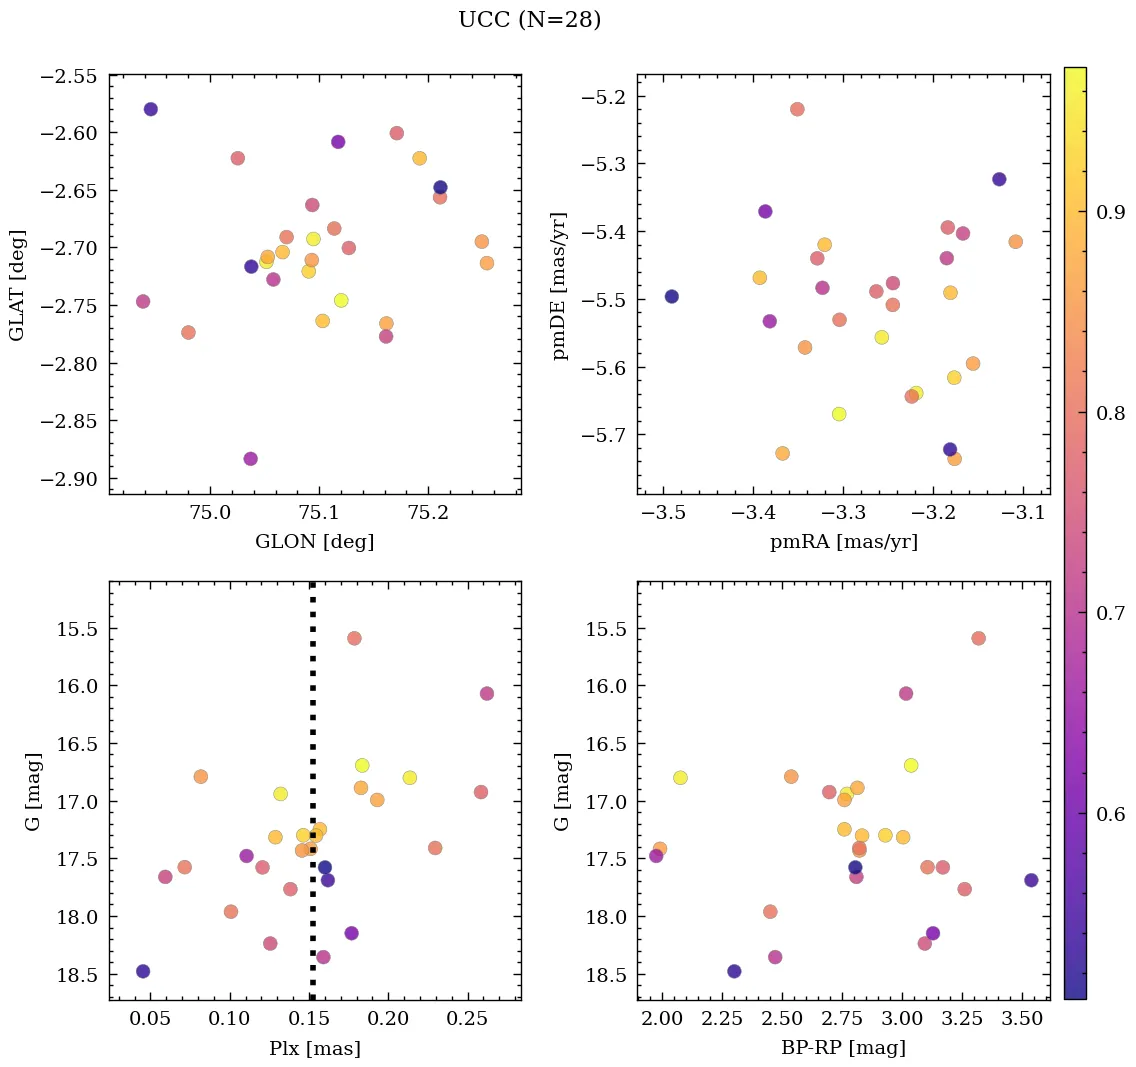 UCC (N=28)
−2.55
−2.60
−2.65
−2.70
−2.75
−2.80
−2.85
−2.90
GLAT [deg]
75.0 75.1 75.2
GLON [deg]
−5.2
−5.3
−5.4
−5.5
−5.6
−5.7
pmDE [mas/yr]
−3.5 −3.4 −3.3 −3.2 −3.1
pmRA [mas/yr]
0.9
0.8
0.7
0.6
15.5
16.0
16.5
17.0
17.5
18.0
18.5
G [mag]
0.05 0.10 0.15 0.20 0.25
Plx [mas]
15.5
16.0
16.5
17.0
17.5
18.0
18.5
G [mag]
2.00 2.25 2.50 2.75 3.00 3.25 3.50
BP-RP [mag]